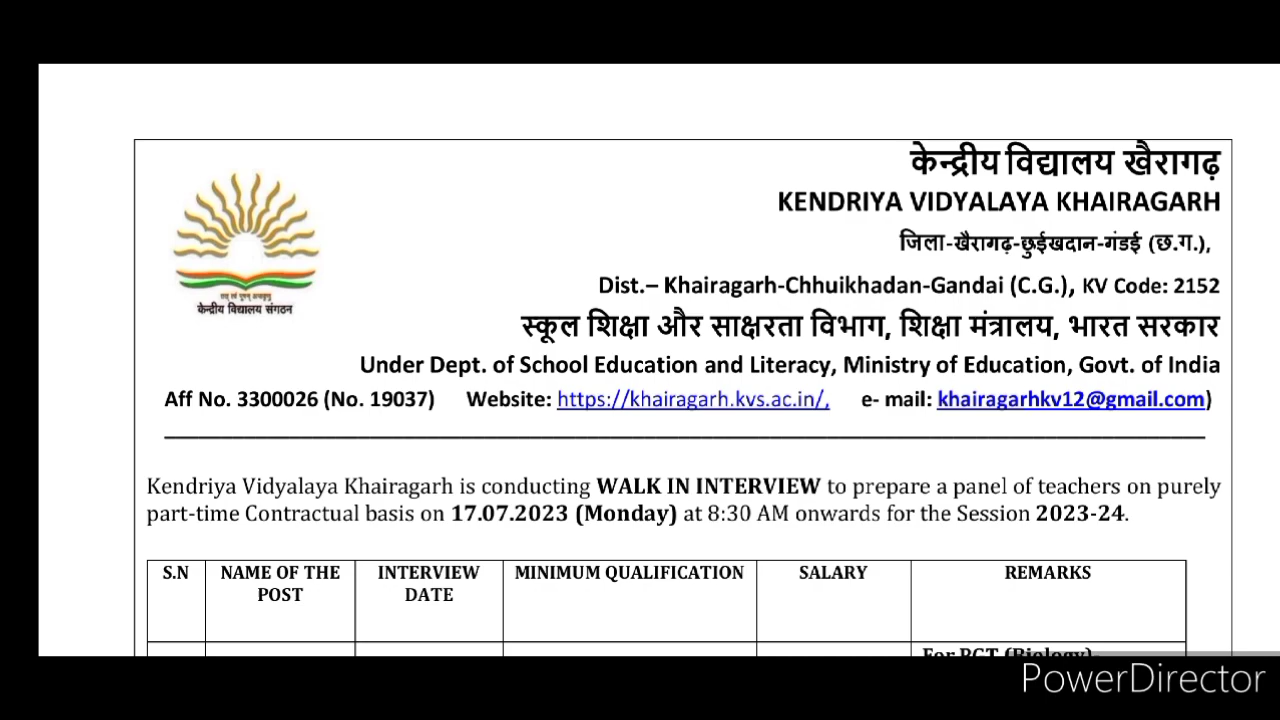 केन्द्रीय विद्यालय खैरागढ़
KENDRIYA VIDYALAYA KHAIRAGARH
जिला-खैरागढ़-छुईखदान-गंडई (छ.ग.),
Dist.– Khairagarh-Chhuikhadan-Gandai (C.G.), KV Code: 2152
स्कूल शिक्षा और साक्षरता विभाग, शिक्षा मंत्रालय, भारत सरकार
Under Dept. of School Education and Literacy, Ministry of Education, Govt. of India
केन्द्रीय विद्यालय संगठन
Aff No. 3300026 (No. 19037) Website: https://khairagarh.kvs.ac.in/, e- mail: khairagarhkv12@gmail.com)
Kendriya Vidyalaya Khairagarh is conducting WALK IN INTERVIEW to prepare a panel of teachers on purely
part-time Contractual basis on 17.07.2023 (Monday) at 8:30 AM onwards for the Session 2023-24.
S.N NAME OF THE POST INTERVIEW DATE MINIMUM QUALIFICATION SALARY REMARKS
For PGT (Biology)-
PowerDirector